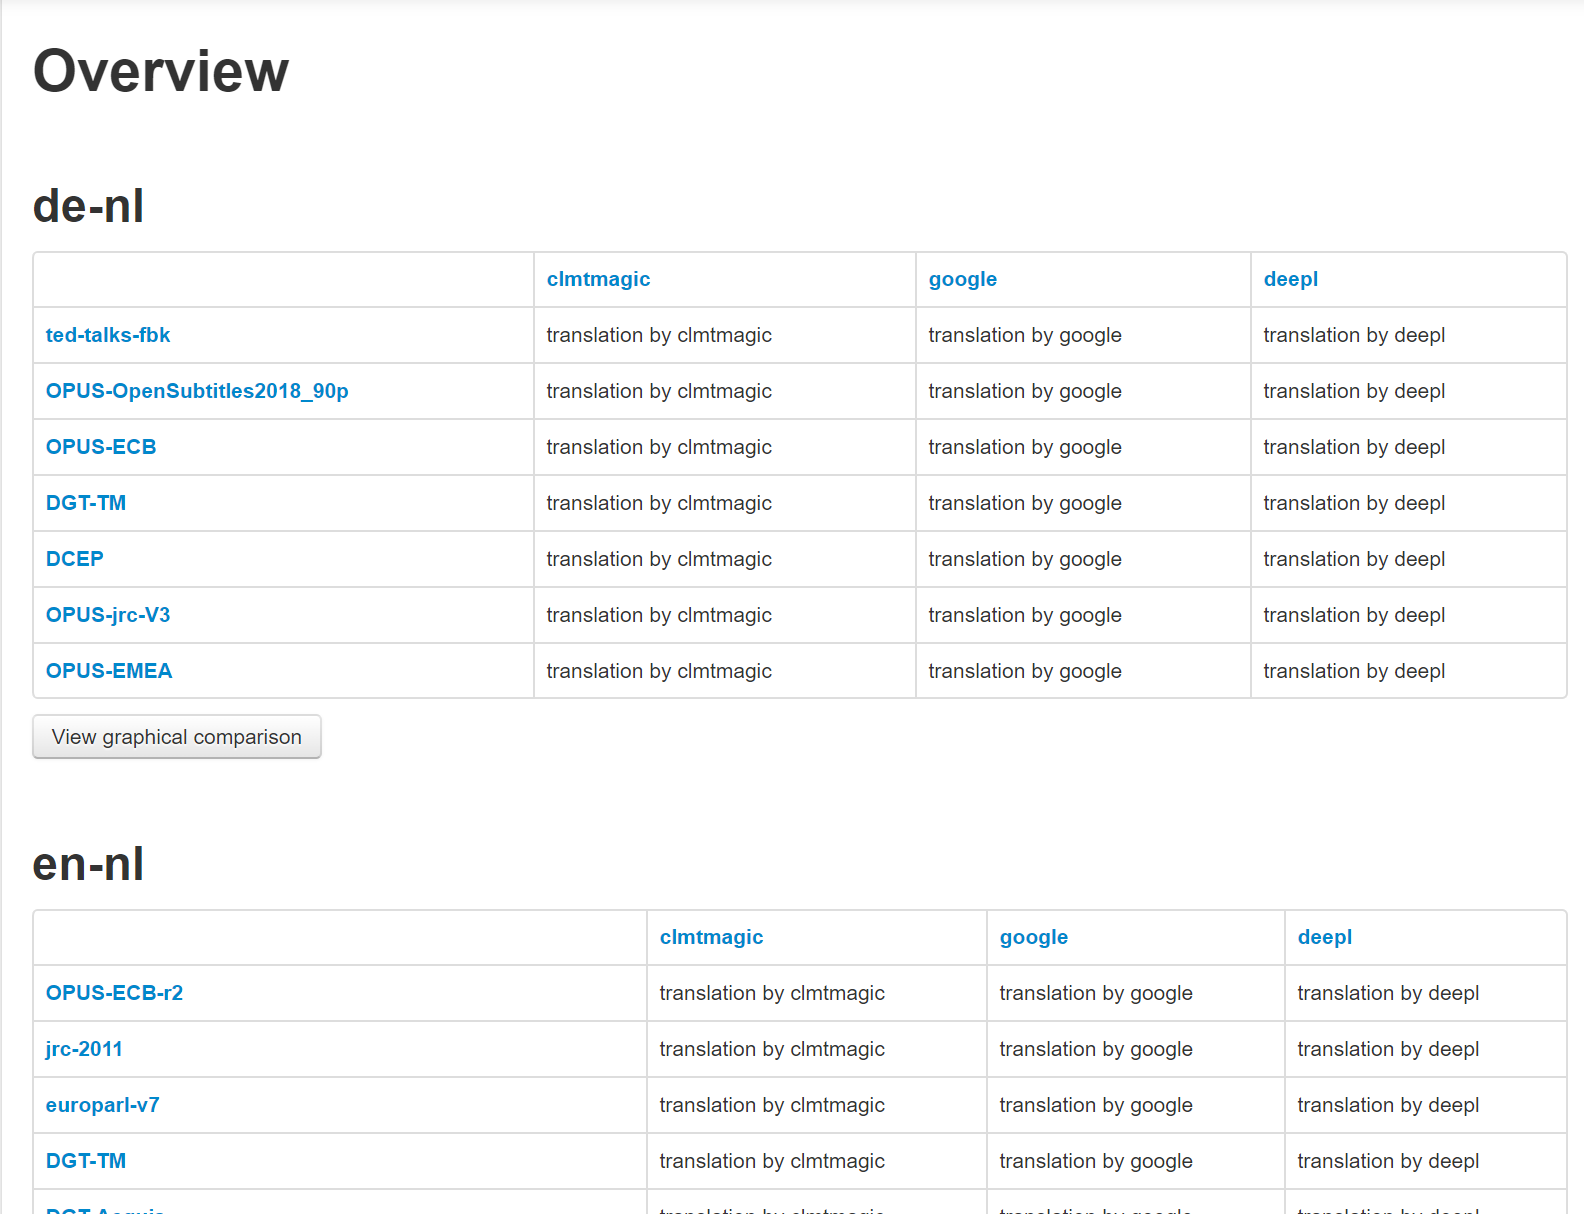 Overview
de-nl
clmtmagic google deepl
ted-talks-fbk translation by clmtmagic translation by google translation by deepl
OPUS-OpenSubtitles2018_90p translation by clmtmagic translation by google translation by deepl
OPUS-ECB translation by clmtmagic translation by google translation by deepl
DGT-TM translation by clmtmagic translation by google translation by deepl
DCEP translation by clmtmagic translation by google translation by deepl
OPUS-jrc-V3 translation by clmtmagic translation by google translation by deepl
OPUS-EMEA translation by clmtmagic translation by google translation by deepl
View graphical comparison
en-nl
clmtmagic google deepl
OPUS-ECB-r2 translation by clmtmagic translation by google translation by deepl
jrc-2011 translation by clmtmagic translation by google translation by deepl
europarl-v7 translation by clmtmagic translation by google translation by deepl
DGT-TM translation by clmtmagic translation by google translation by deepl